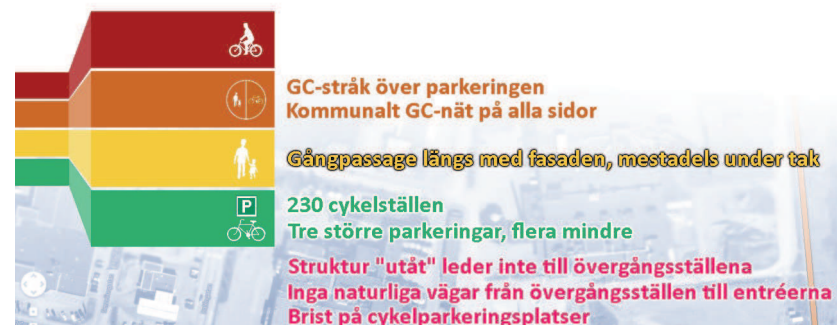 GC-stråk över parkeringen
Kommunalt GC-nät på alla sidor
Gångpassage längs med fasaden, mestadels under tak
P
230 cykelställen
Tre större parkeringar, flera mindre
Struktur "utåt" leder inte till övergångsställena
Inga naturliga vägar från övergångsställen till entréerna
Brist på cykelparkeringsplatser